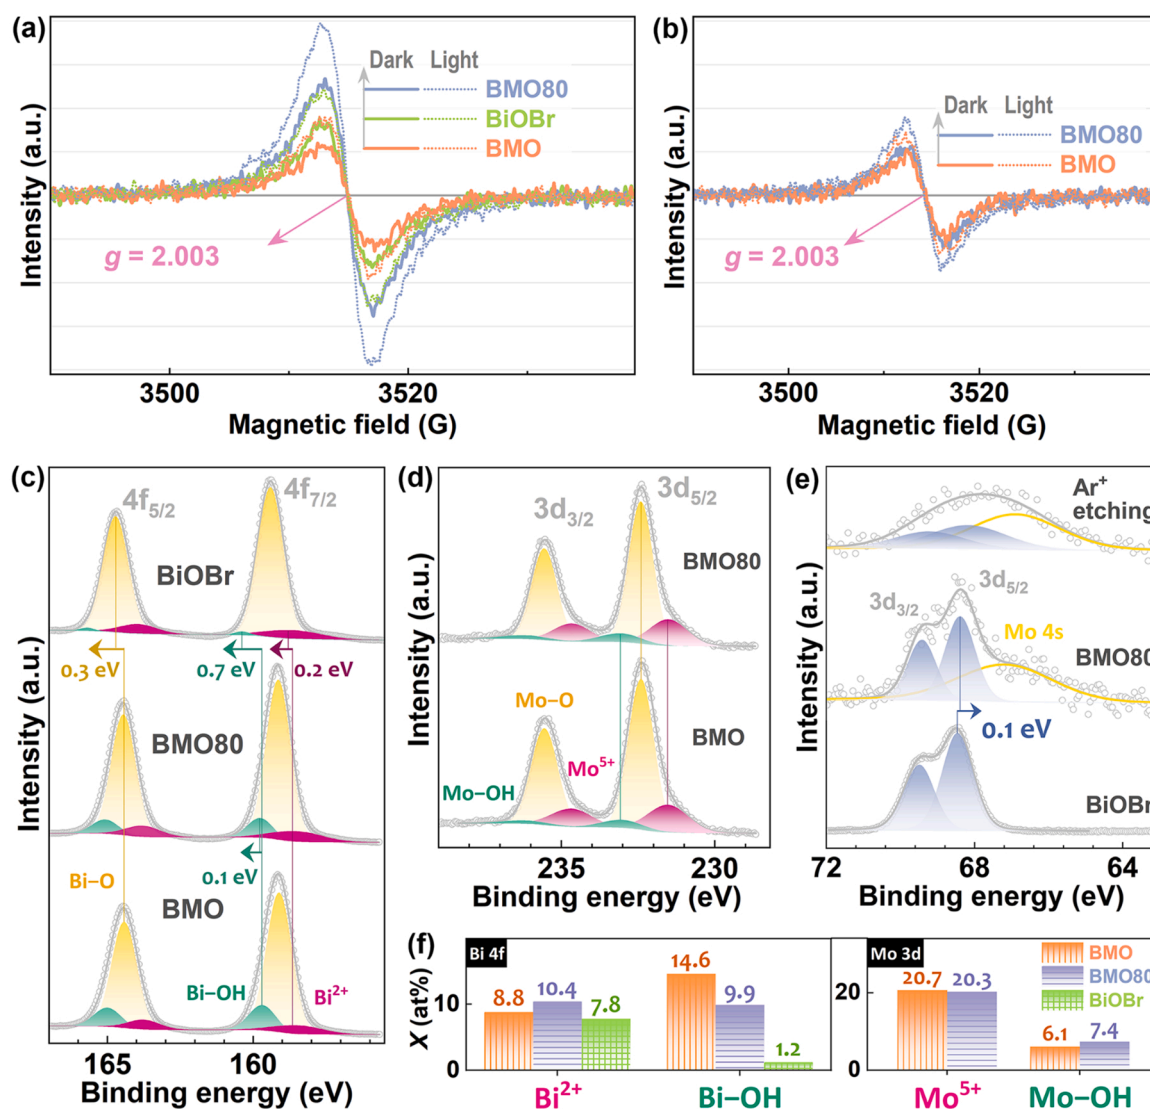 (a)
Dark Light
BMO80
BiOBr
BMO
g = 2.003
Intensity (a.u.)
3500 3520
Magnetic field (G)
(b)
Dark Light
BMO80
BMO
g = 2.003
Intensity (a.u.)
3500 3520
Magnetic field (G)
(c)
4f5/2 4f7/2
BiOBr
0.3 eV 0.7 eV 0.2 eV
BMO80
0.1 eV
Bi–O
BMO
Bi–OH Bi2+
Intensity (a.u.)
165 160
Binding energy (eV)
(d)
3d3/2 3d5/2
BMO80
Mo–O
BMO
Mo5+
Mo–OH
Intensity (a.u.)
235 230
Binding energy (eV)
(e)
Ar+
etching
3d3/2 3d5/2
Mo 4s
BMO80
0.1 eV
BiOBr
Intensity (a.u.)
72 68 64
Binding energy (eV)
(f)
Bi 4f
X (at%)
10
0
8.8 10.4 7.8
14.6 9.9 1.2
Bi2+ Bi–OH
Mo 3d
20
0
20.7 20.3
6.1 7.4
BMO
BMO80
BiOBr
Mo5+ Mo–OH